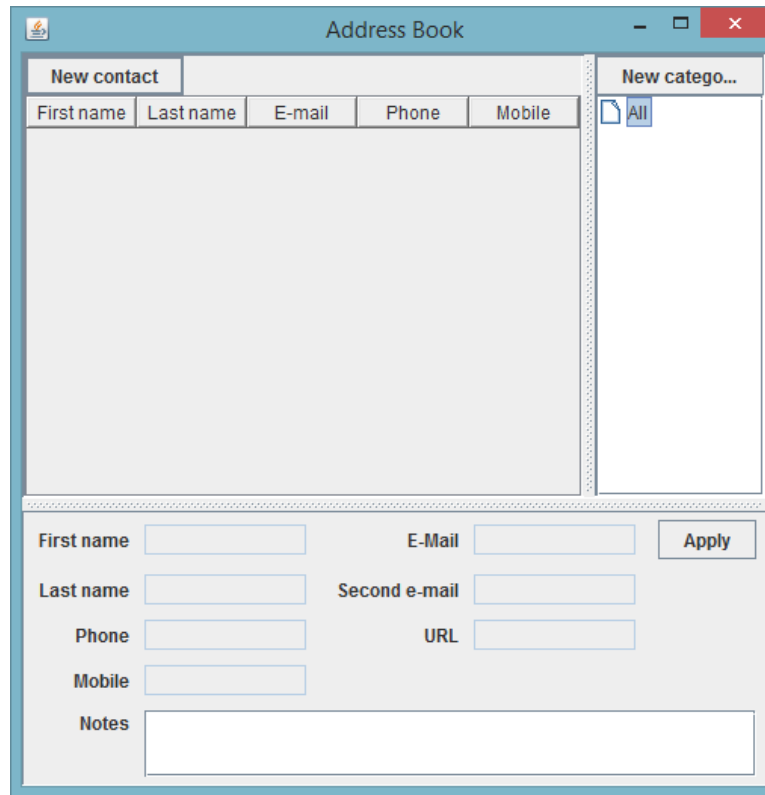 Address Book
New contact
New catego...
First name Last name E-mail Phone Mobile
All
First name E-Mail Apply
Last name Second e-mail
Phone URL
Mobile
Notes